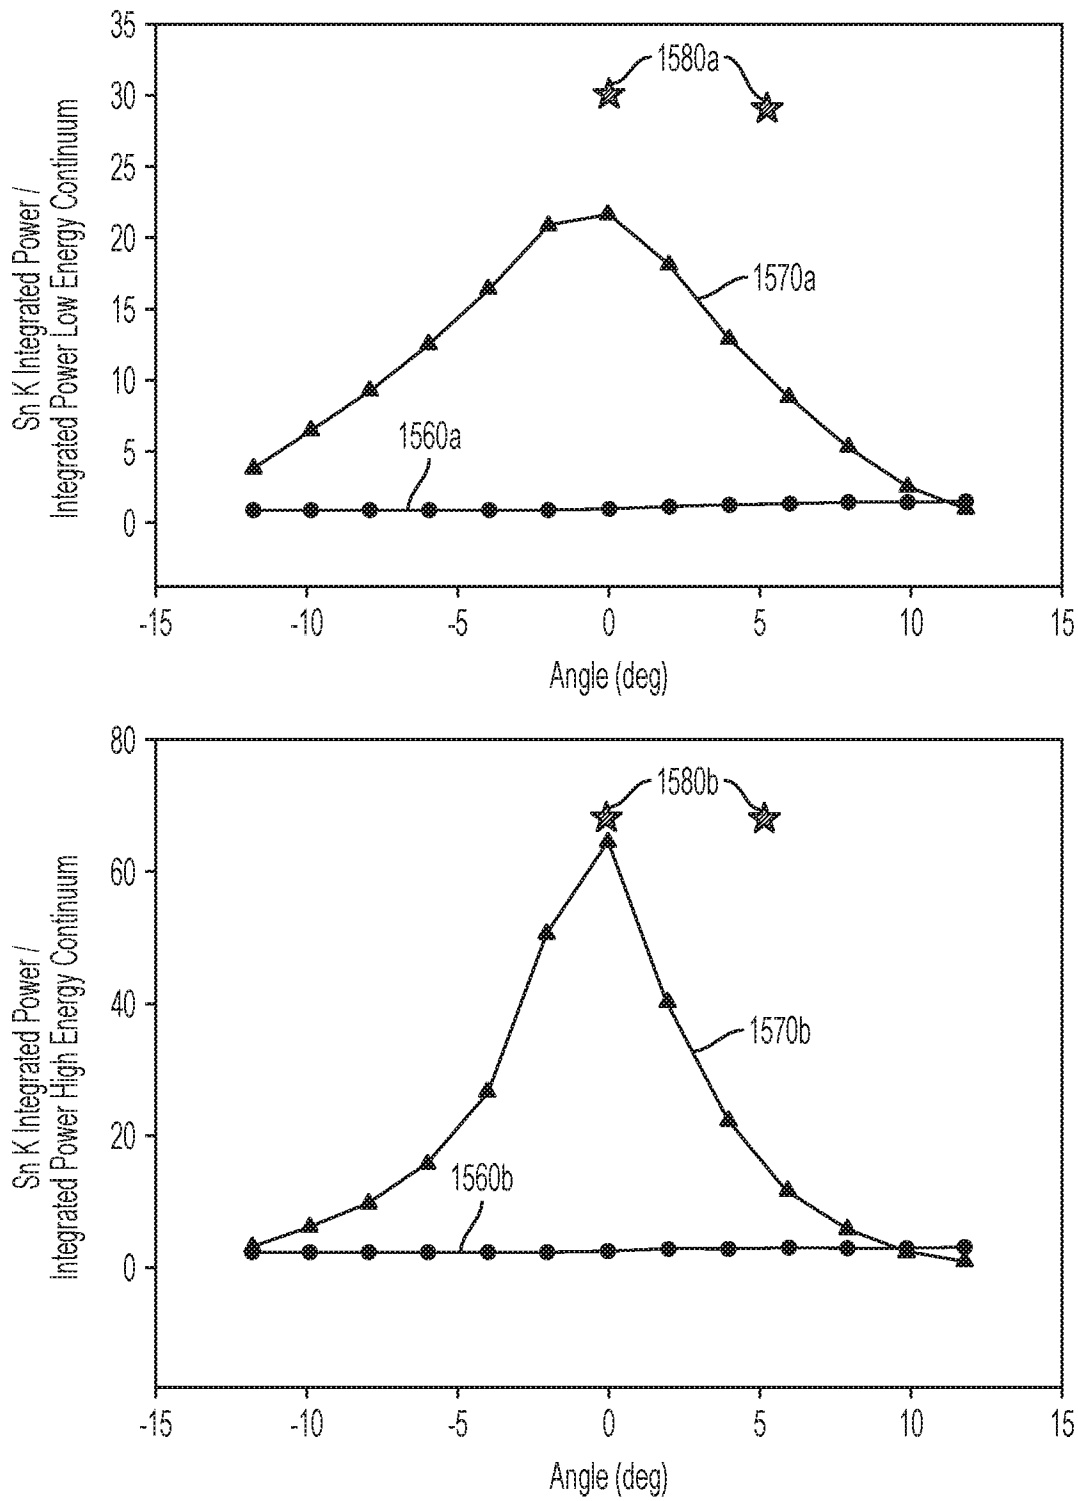 Sn K Integrated Power /
Integrated Power Low Energy Continuum
35
30
25
20
15
10
5
0
1580a
1570a
1560a
-15
-10
-5
0
5
10
15
Angle (deg)
Sn K Integrated Power /
Integrated Power High Energy Continuum
80
60
40
20
0
1580b
1570b
1560b
-15
-10
-5
0
5
10
15
Angle (deg)